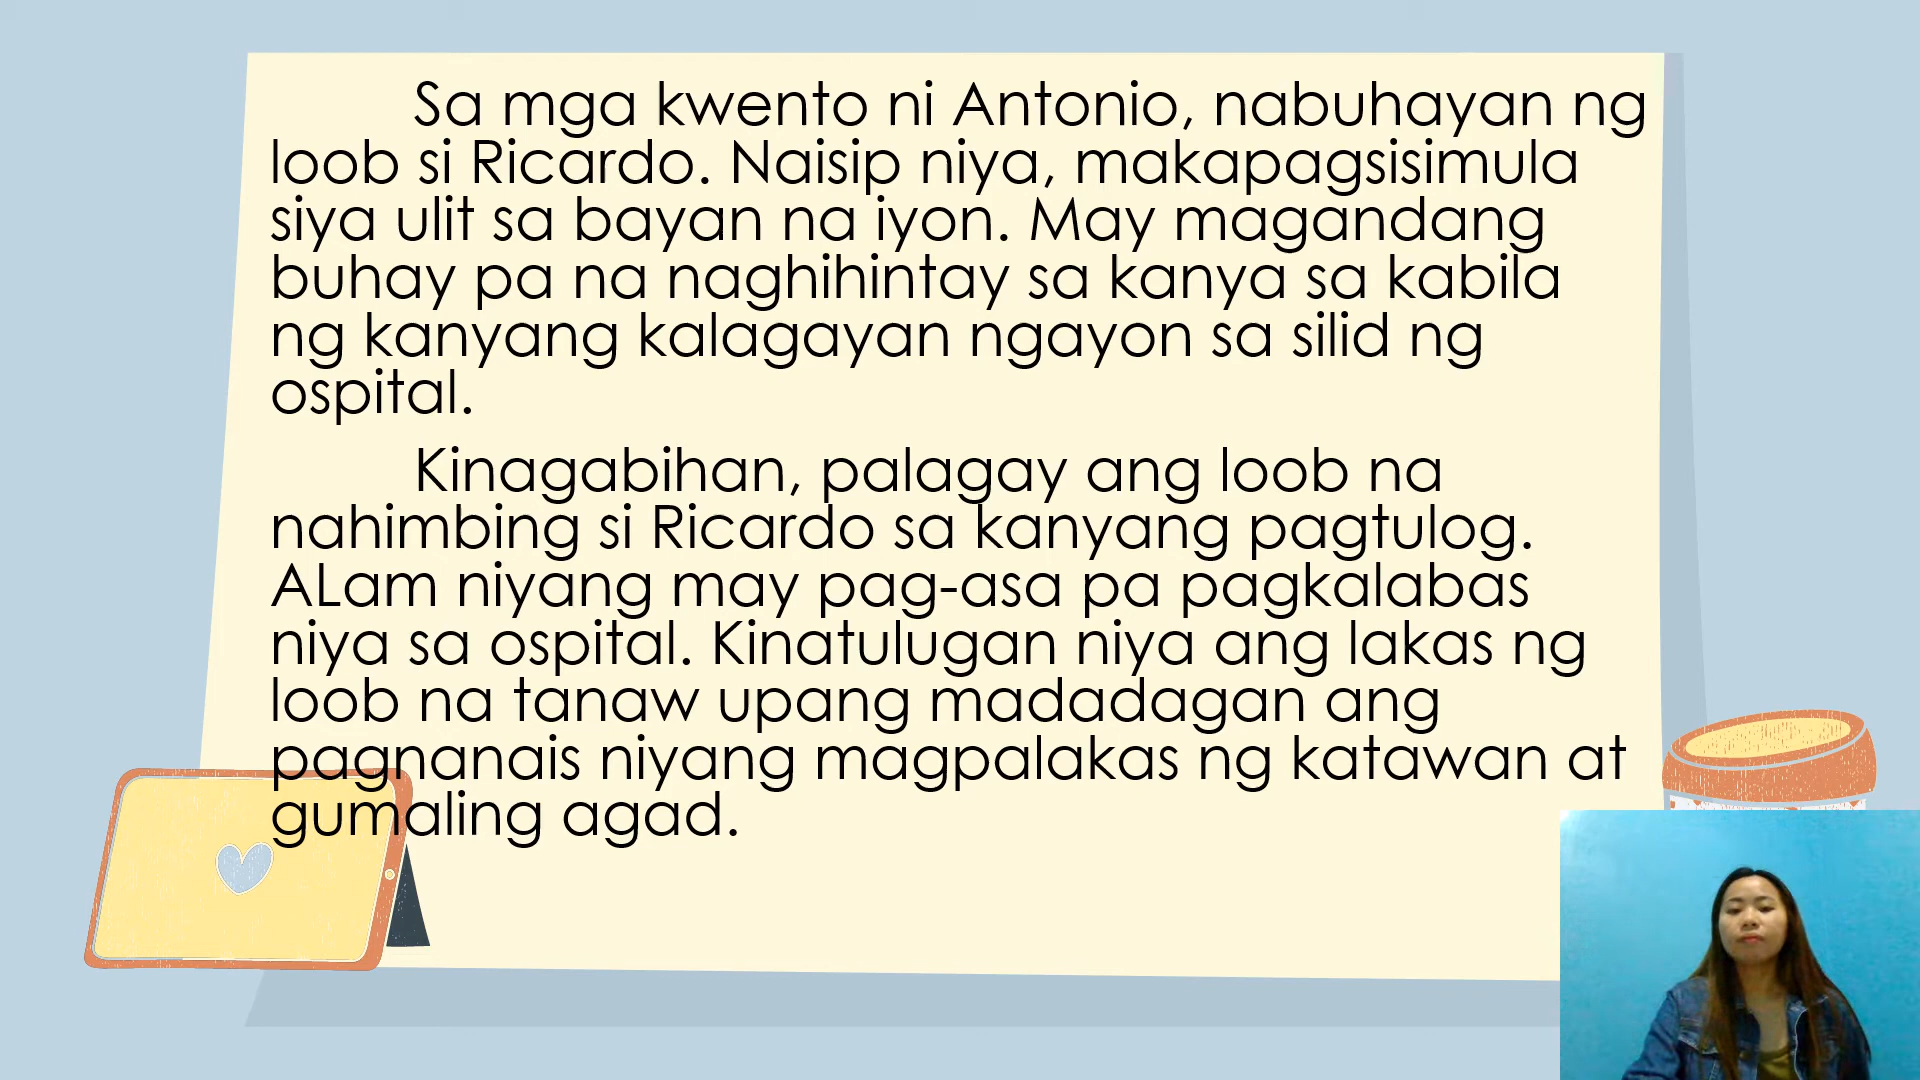 Sa mga kwento ni Antonio, nabuhayan ng
loob si Ricardo. Naisip niya, makapagsisimula
siya ulit sa bayan na iyon. May magandang
buhay pa na naghihintay sa kanya sa kabila
ng kanyang kalagayan ngayon sa silid ng
ospital.
Kinagabihan, palagay ang loob na
nahimbing si Ricardo sa kanyang pagtulog.
ALam niyang may pag-asa pa pagkalabas
niya sa ospital. Kinatulugan niya ang lakas ng
loob na tanaw upang madadagan ang
pagnanais niyang magpalakas ng katawan at
gumaling agad.